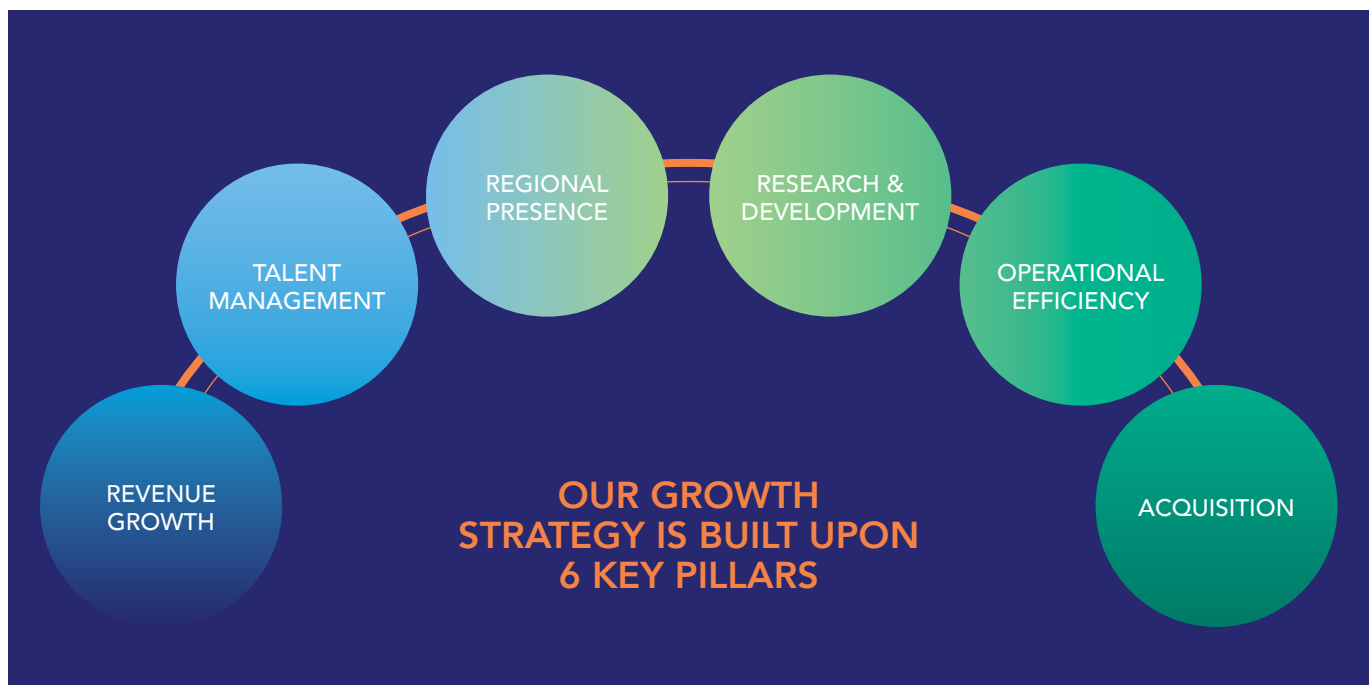 REVENUE
GROWTH
TALENT
MANAGEMENT
REGIONAL
PRESENCE
RESEARCH &
DEVELOPMENT
OPERATIONAL
EFFICIENCY
ACQUISITION
OUR GROWTH
STRATEGY IS BUILT UPON
6 KEY PILLARS